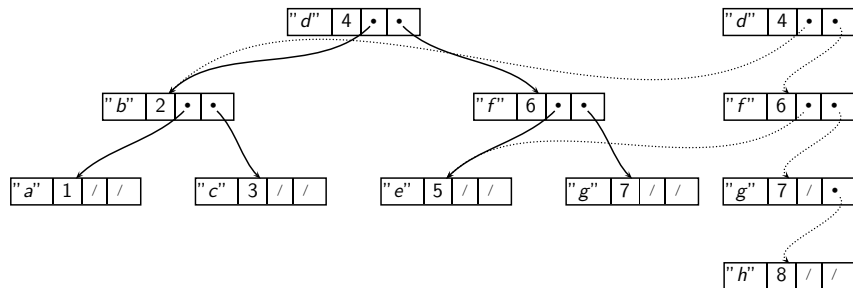 "d" 4 • • "d" 4 • •
"b" 2 • • "f" 6 • • "f" 6 • •
"a" 1 / / "c" 3 / / "e" 5 / / "g" 7 / / "g" 7 / •
"h" 8 / /